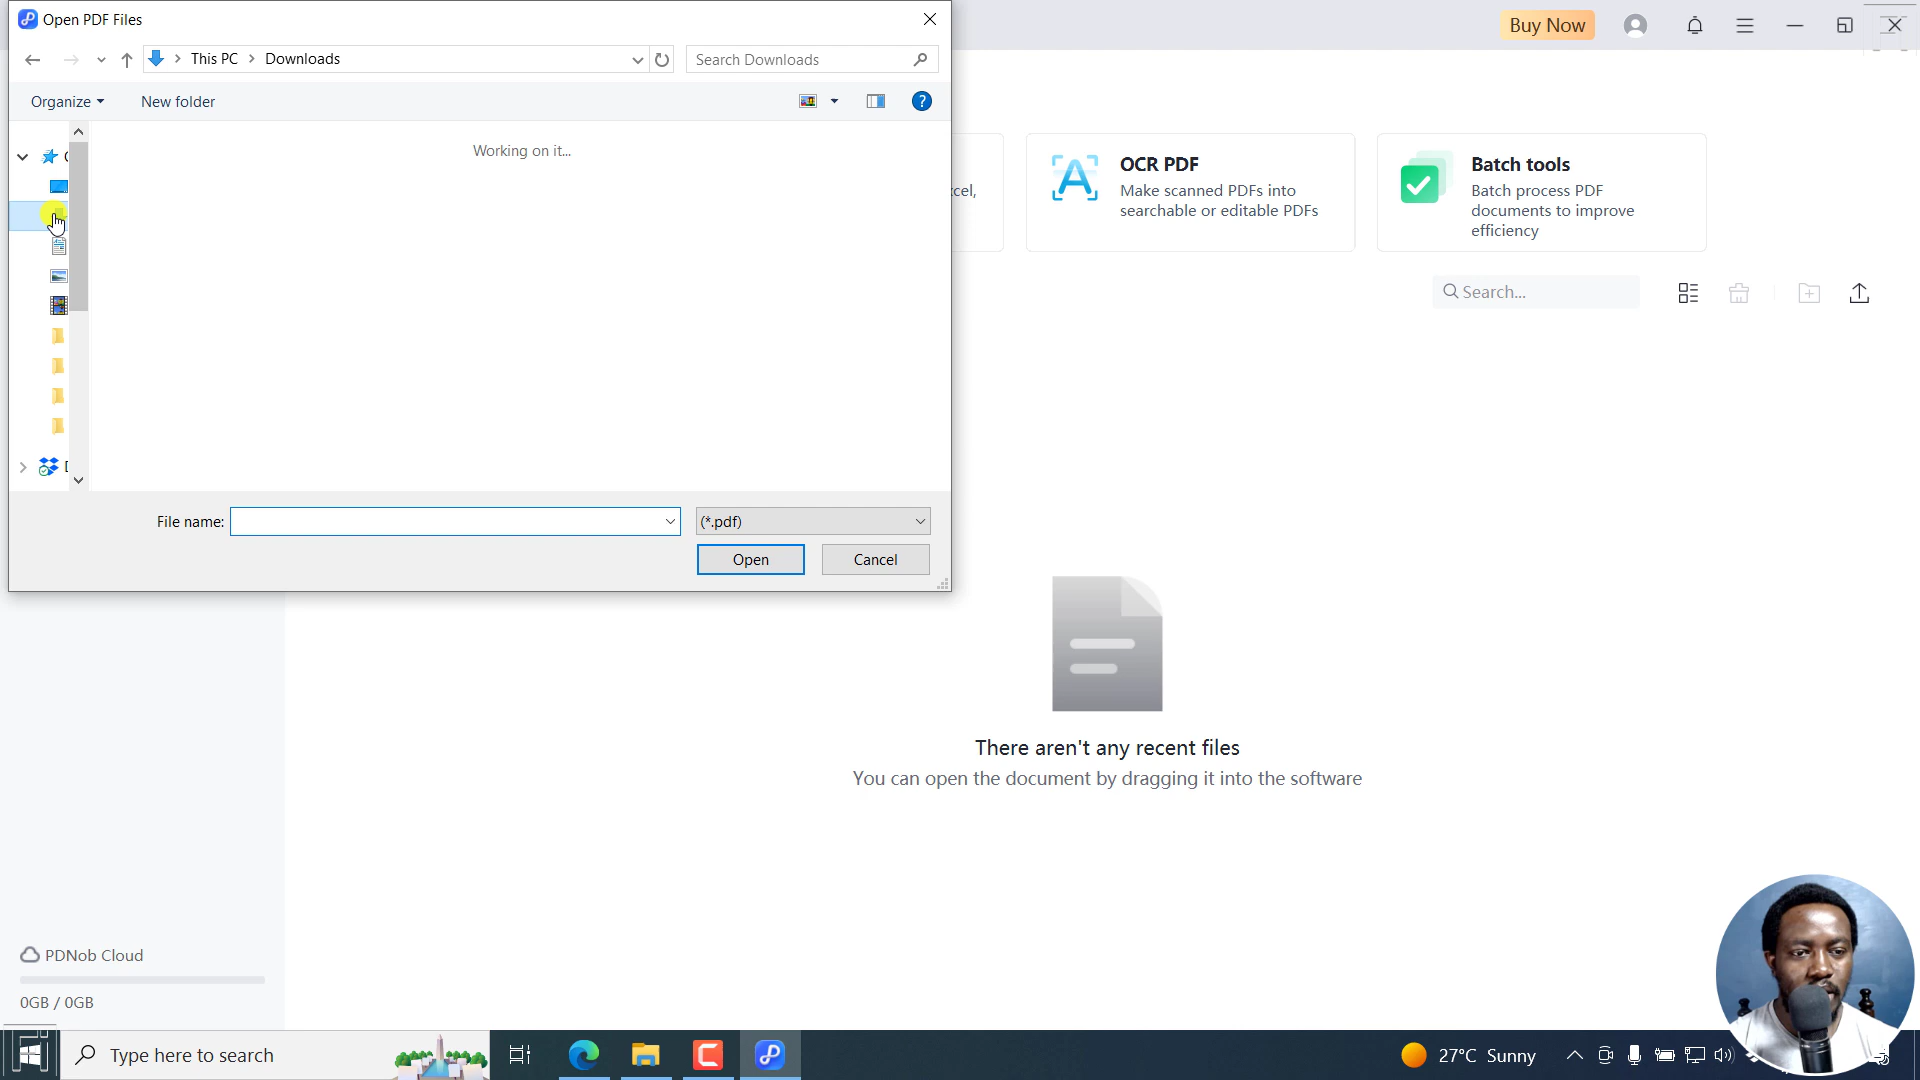 Open PDF Files
Buy Now
This PC
Downloads
Search Downloads
Organize
New folder
Working on it...
cel,
OCR PDF
Make scanned PDFs into
searchable or editable PDFs
Batch tools
Batch process PDF
documents to improve
efficiency
Search...
File name:
(*.pdf)
Open
Cancel
There aren't any recent files
You can open the document by dragging it into the software
PDNob Cloud
0GB / 0GB
Type here to search
27°C Sunny